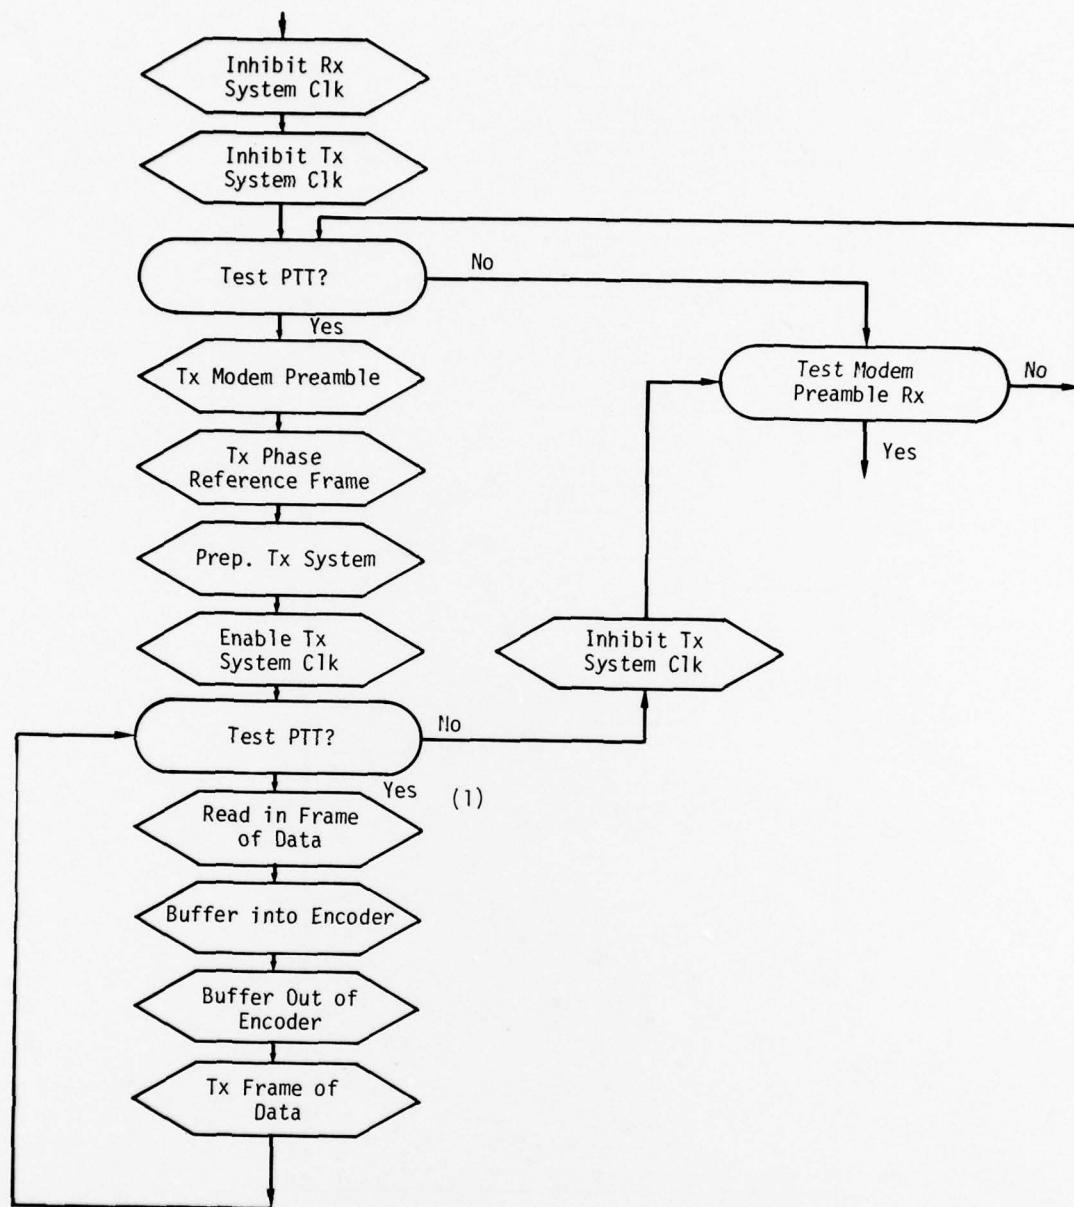 Inhibit Rx
System Clk
Inhibit Tx
System Clk
Test PTT?
No
Yes
Tx Modem Preamble
Test Modem
Preamble Rx
No
Yes
Tx Phase
Reference Frame
Prep. Tx System
Enable Tx
System Clk
Inhibit Tx
System Clk
Test PTT?
No
Yes
(1)
Read in Frame
of Data
Buffer into Encoder
Buffer Out of
Encoder
Tx Frame of
Data